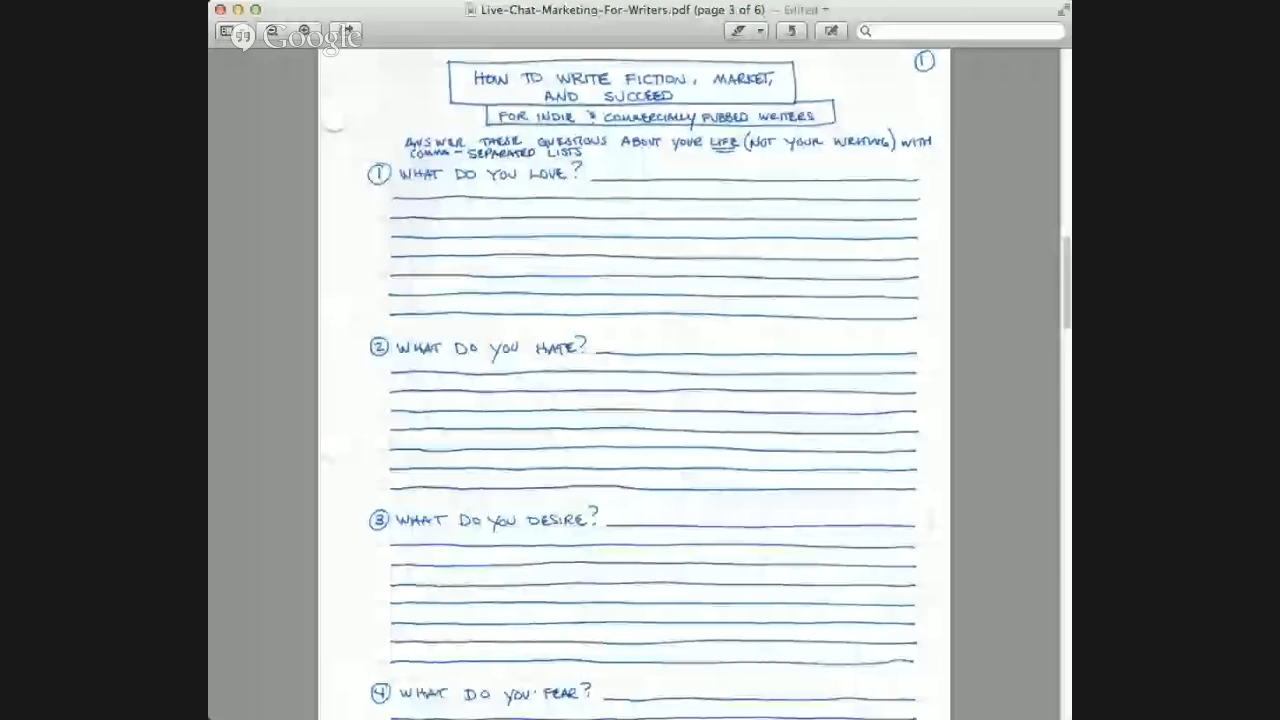 Live-Chat-Marketing-For-Writers.pdf (page 3 of 6) — Edited
Google
①
HOW TO WRITE FICTION, MARKET,
AND SUCCEED
FOR INDIE & COMMERCIALLY PUBBED WRITERS
ANSWER THESE QUESTIONS ABOUT YOUR LIFE (NOT YOUR WRITING) WITH
COMMA-SEPARATED LISTS
① WHAT DO YOU LOVE?
② WHAT DO YOU HATE?
③ WHAT DO YOU DESIRE?
④ WHAT DO YOU FEAR?